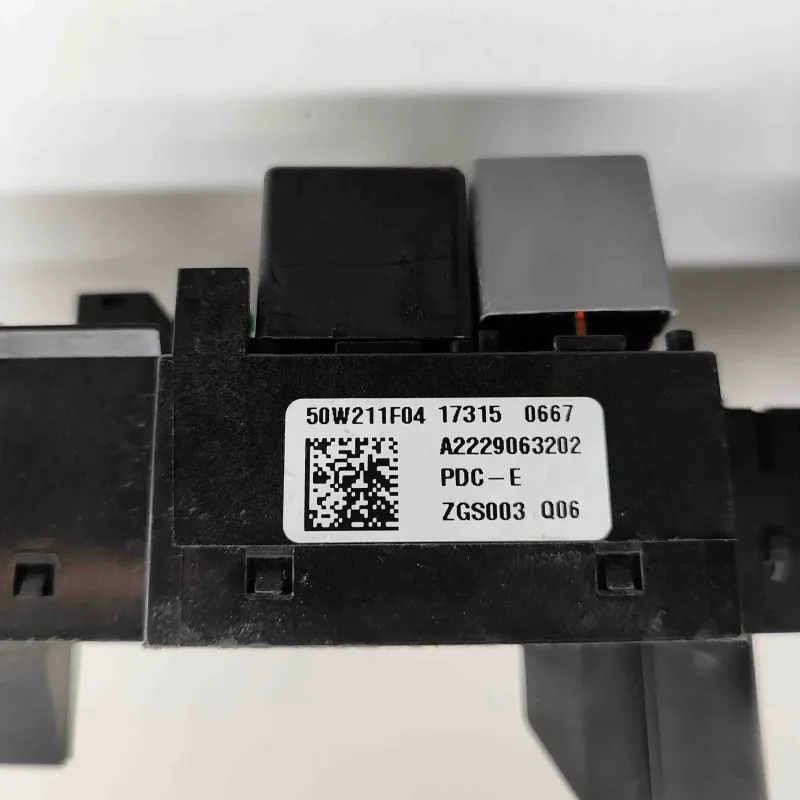 50W211F04 17315 0667
A2229063202
PDC-E
ZGS003 Q06